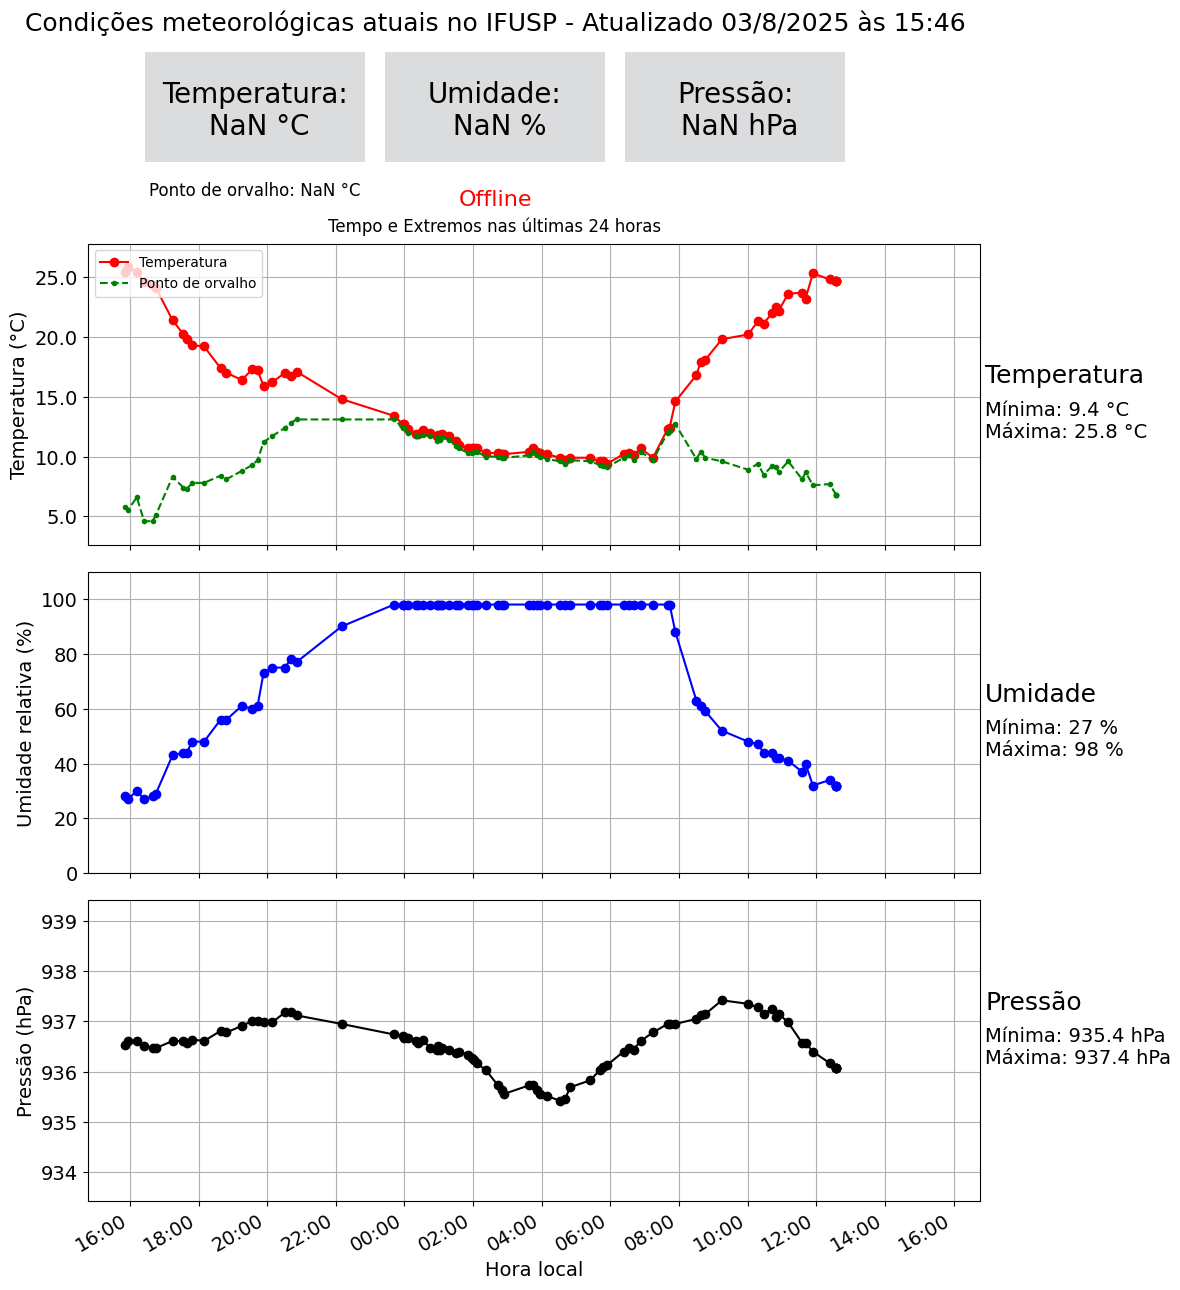 Condições meteorológicas atuais no IFUSP - Atualizado 03/8/2025 às 15:46
Temperatura:
NaN °C
Umidade:
NaN %
Pressão:
NaN hPa
Ponto de orvalho: NaN °C
Offline
Tempo e Extremos nas últimas 24 horas
Temperatura
Ponto de orvalho
25.0
20.0
15.0
10.0
5.0
Temperatura (°C)
Temperatura
Mínima: 9.4 °C
Máxima: 25.8 °C
100
80
60
40
20
0
Umidade relativa (%)
Umidade
Mínima: 27 %
Máxima: 98 %
939
938
937
936
935
934
Pressão (hPa)
Pressão
Mínima: 935.4 hPa
Máxima: 937.4 hPa
16:00 18:00 20:00 22:00 00:00 02:00 04:00 06:00 08:00 10:00 12:00 14:00 16:00
Hora local